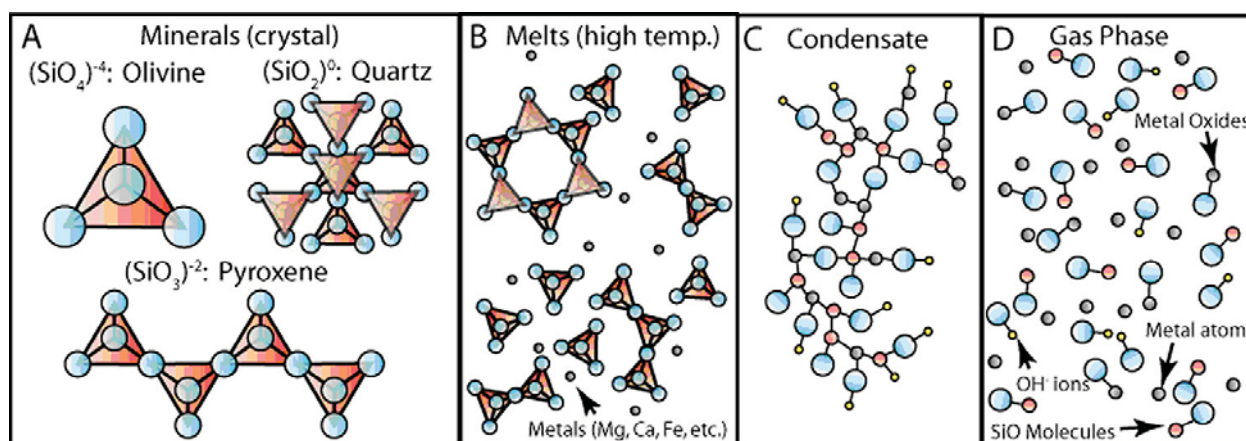 A
Minerals (crystal)
(SiO4)-4: Olivine
(SiO2)0: Quartz
(SiO3)-2: Pyroxene
B
Melts (high temp.)
Metals (Mg, Ca, Fe, etc.)
C
Condensate
D
Gas Phase
Metal Oxides
Metal atom
OH- ions
SiO Molecules